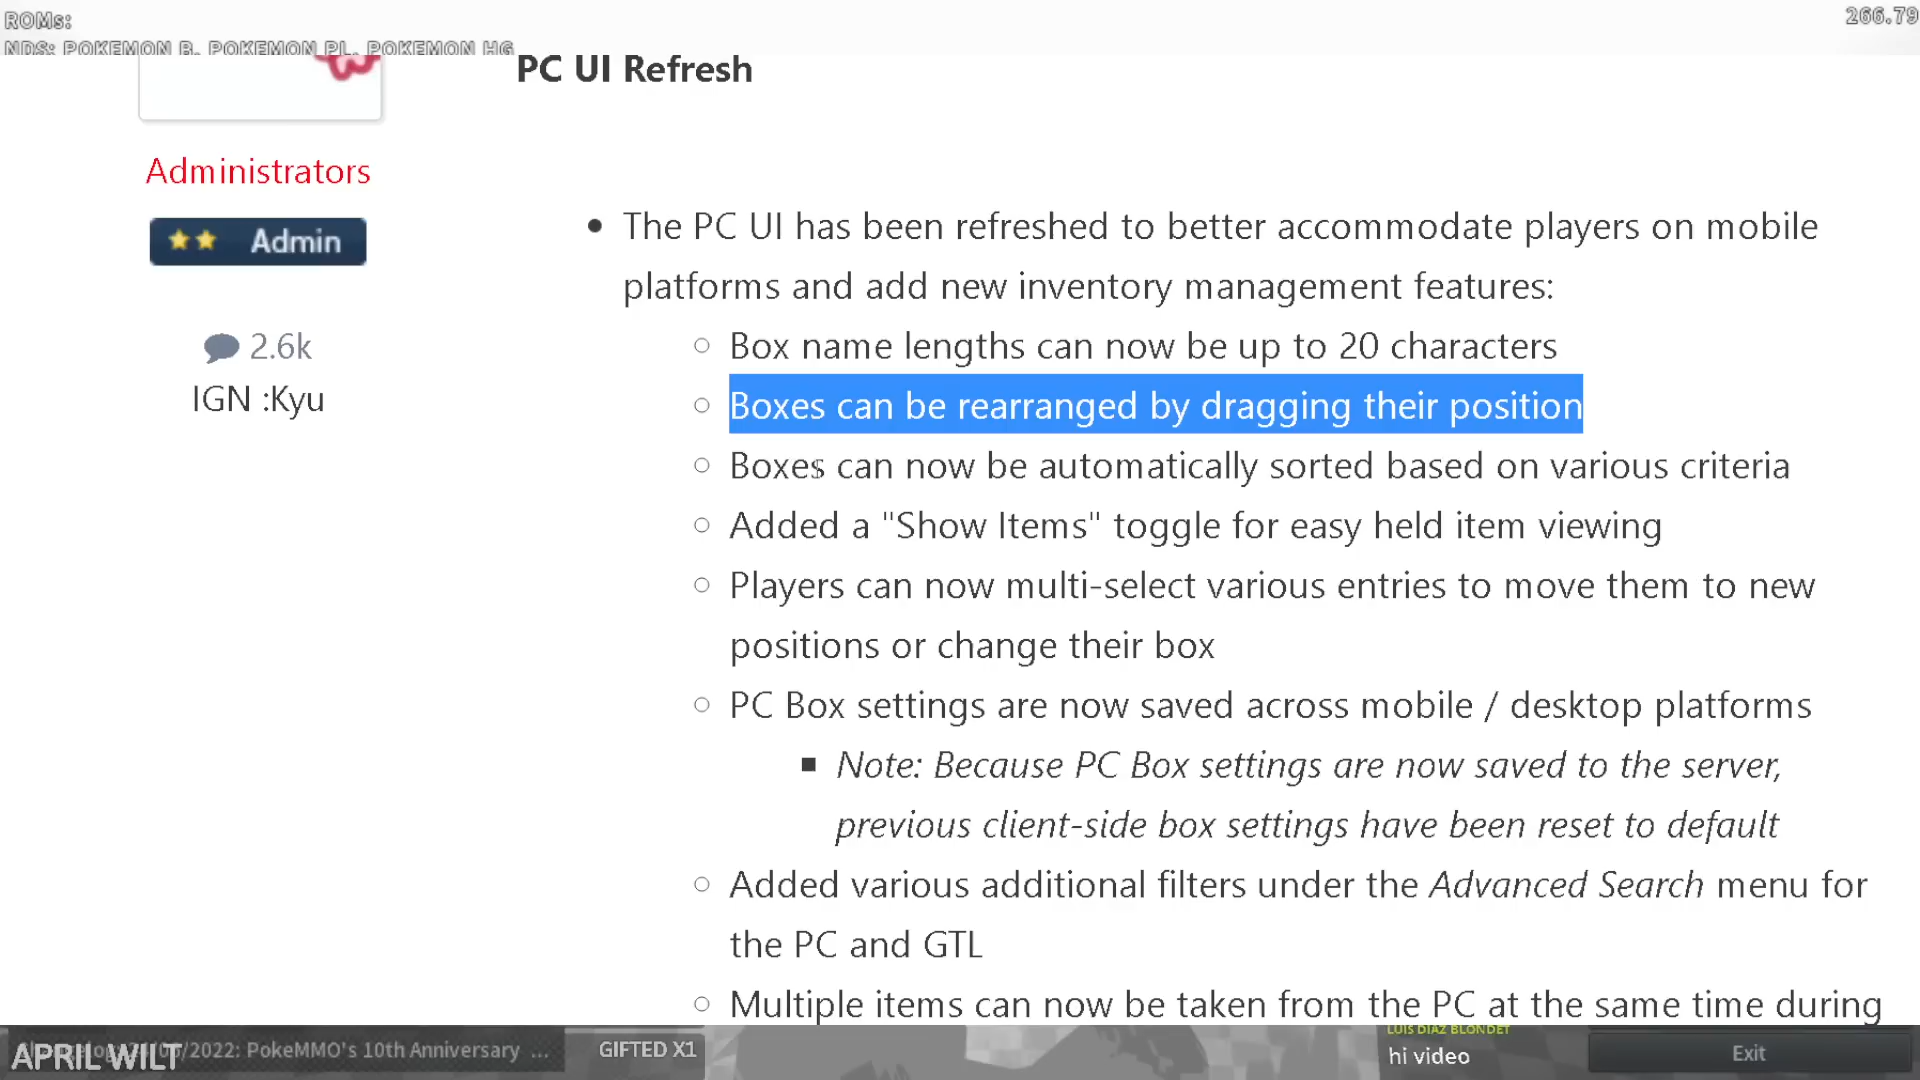 ROMs:
266.79
NDS: POKEMON B, POKEMON PL, POKEMON HG
PC UI Refresh
Administrators
Admin
2.6k
IGN :Kyu
The PC UI has been refreshed to better accommodate players on mobile
platforms and add new inventory management features:
Box name lengths can now be up to 20 characters
Boxes can be rearranged by dragging their position
Boxes can now be automatically sorted based on various criteria
Added a "Show Items" toggle for easy held item viewing
Players can now multi-select various entries to move them to new
positions or change their box
PC Box settings are now saved across mobile / desktop platforms
Note: Because PC Box settings are now saved to the server,
previous client-side box settings have been reset to default
Added various additional filters under the Advanced Search menu for
the PC and GTL
Multiple items can now be taken from the PC at the same time during
/2022: PokeMMO's 10th Anniversary ...
APRIL WILT
GIFTED X1
LUIS DIAZ BLONDET
hi video
Exit